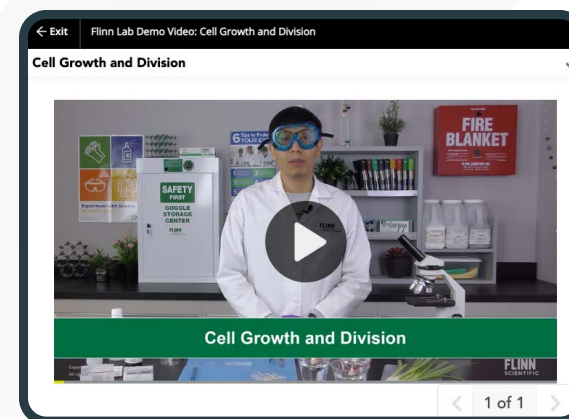 ← Exit
Flinn Lab Demo Video: Cell Growth and Division
Cell Growth and Division
FIRE
BLANKET
SAFETY
FIRST
GOGGLE
STORAGE
CENTER
FLINN
Cell Growth and Division
FLINN
SCIENTIFIC
1 of 1